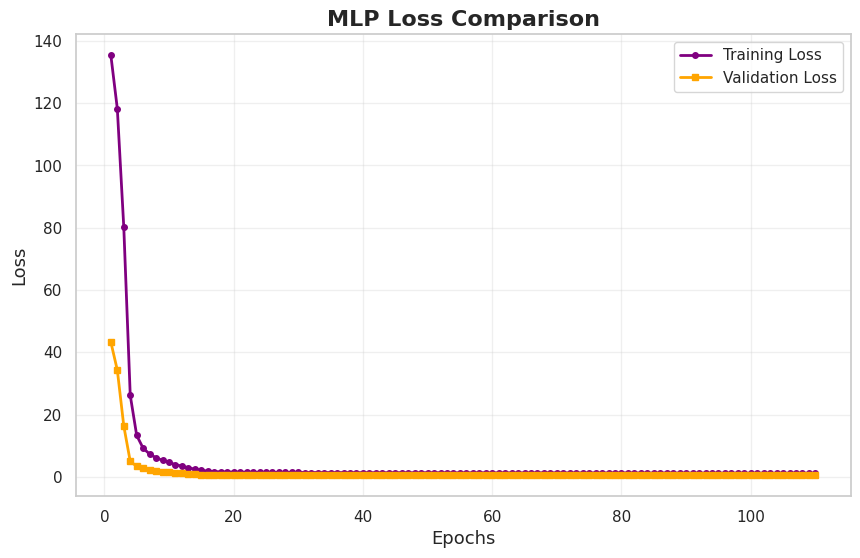 MLP Loss Comparison
Training Loss
Validation Loss
140
120
100
80
60
40
20
0
Loss
0 20 40 60 80 100
Epochs